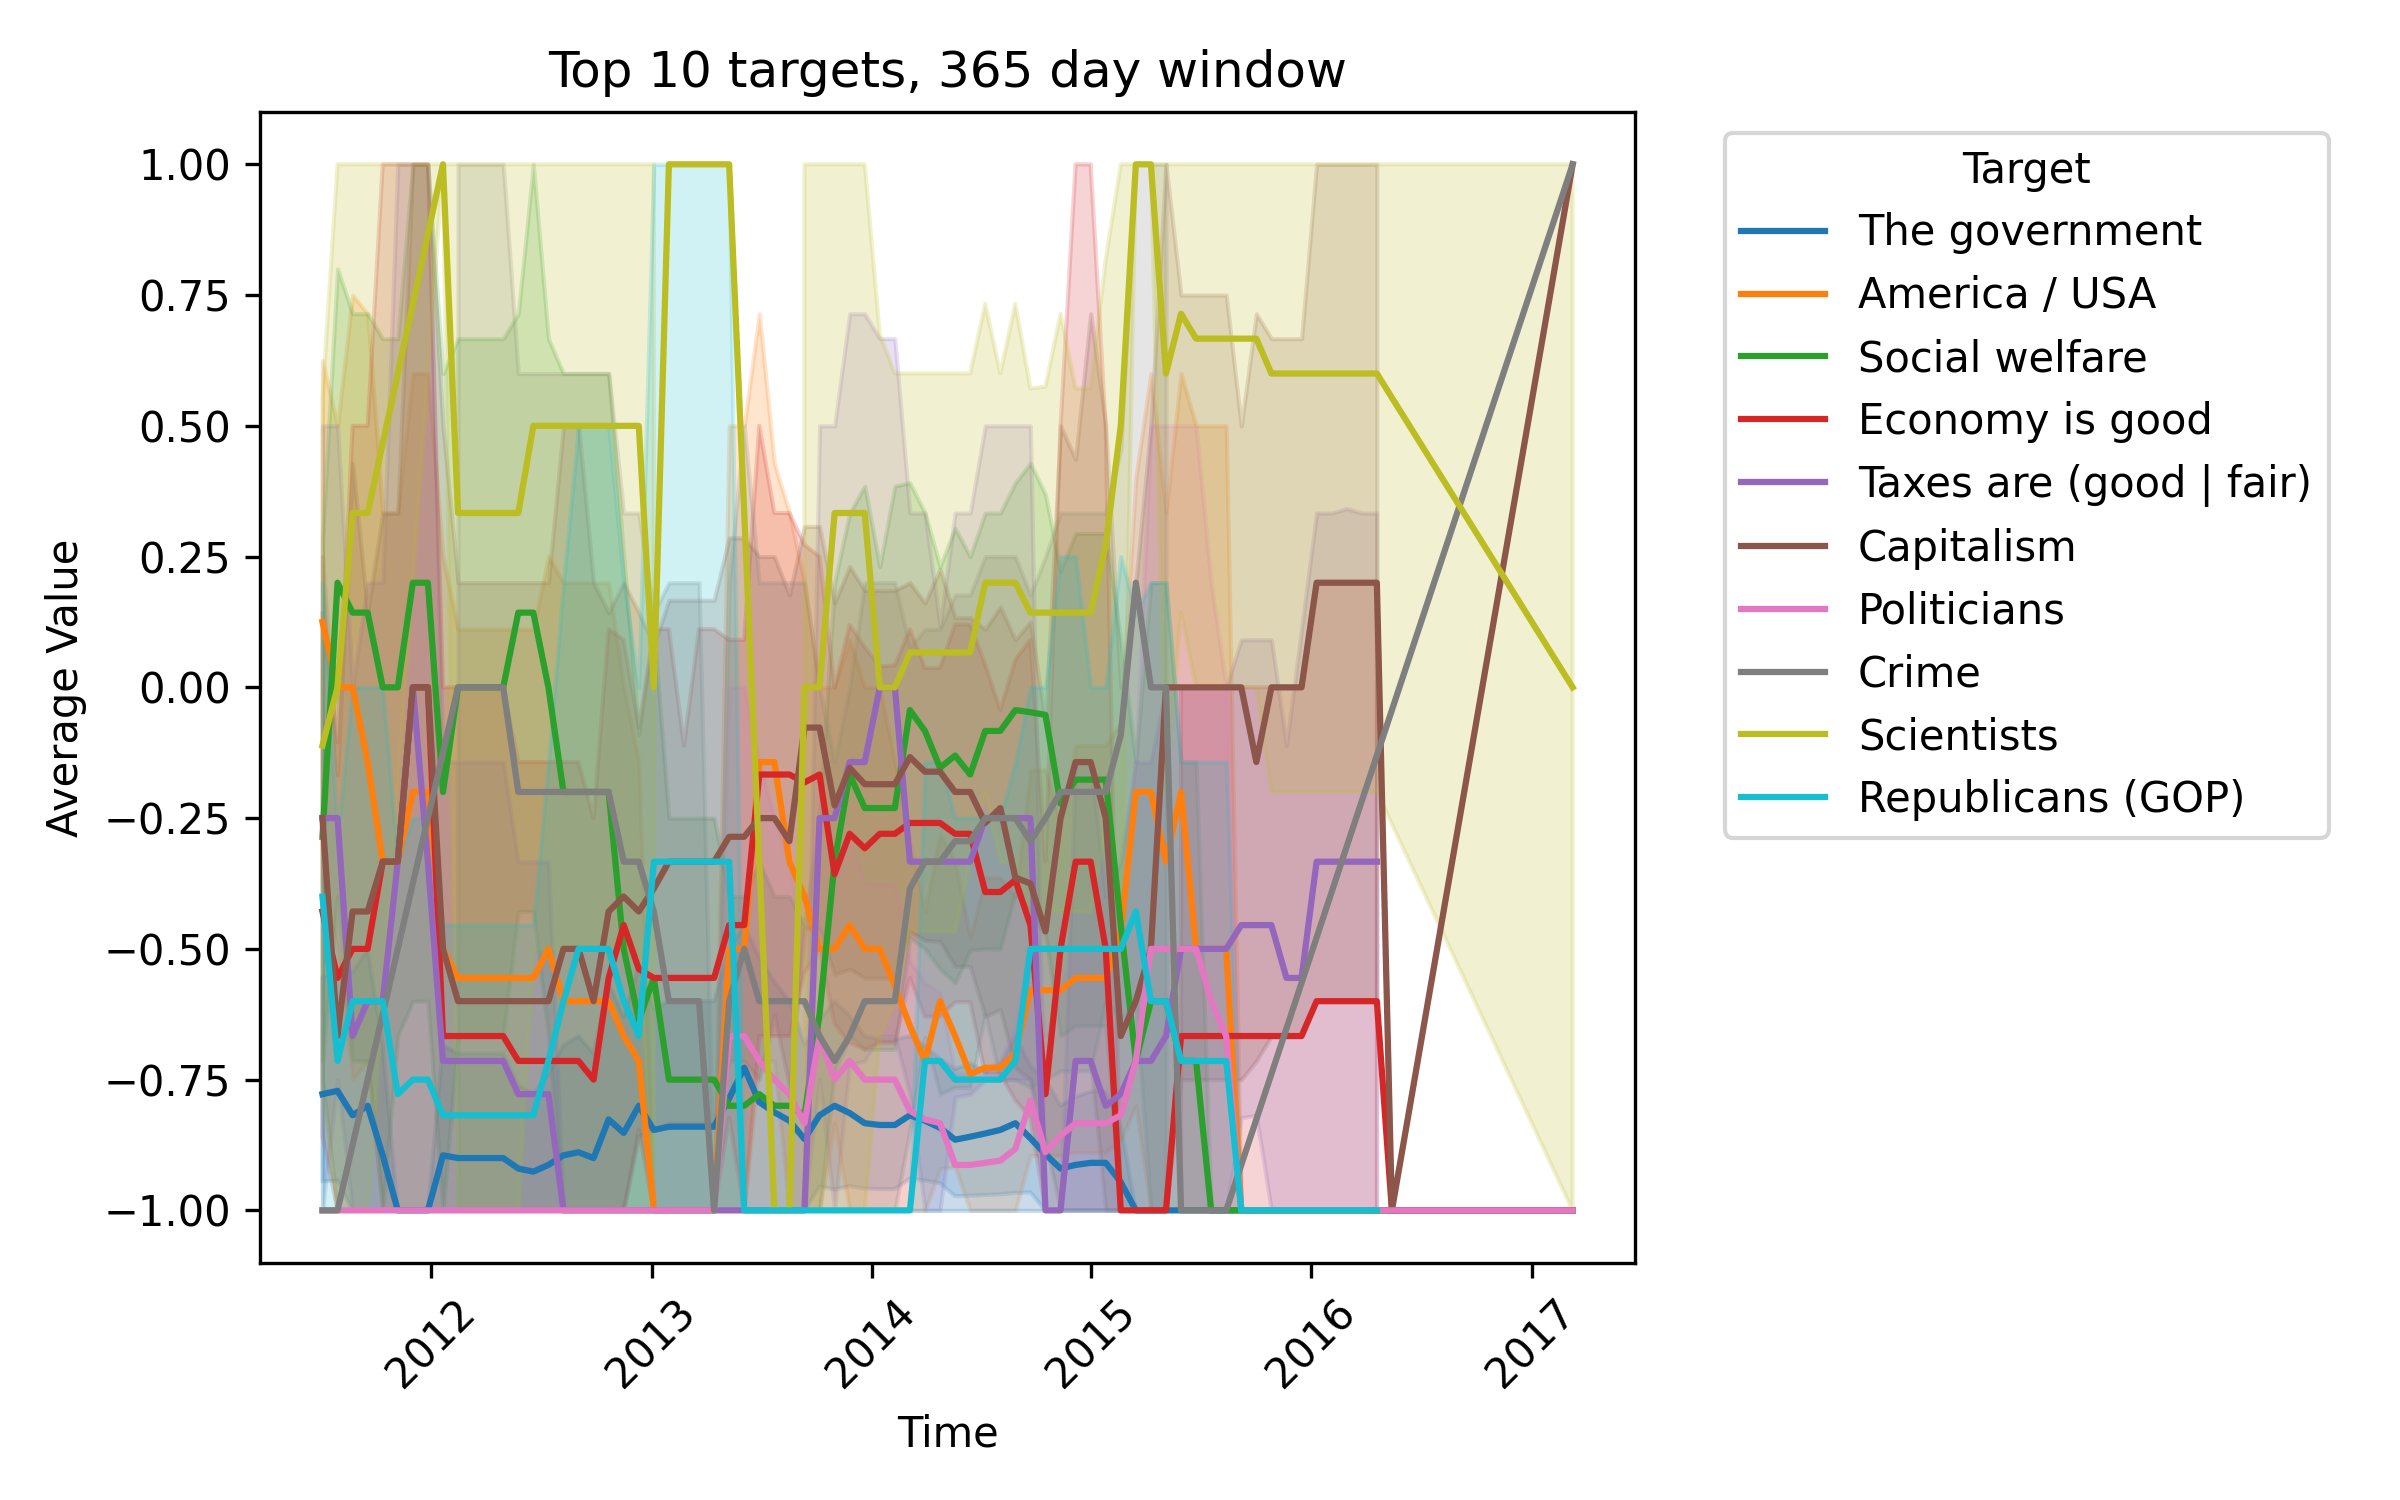 Top 10 targets, 365 day window
Average Value
1.00
0.75
0.50
0.25
0.00
−0.25
−0.50
−0.75
−1.00
2012
2013
2014
2015
2016
2017
Time
Target
The government
America / USA
Social welfare
Economy is good
Taxes are (good | fair)
Capitalism
Politicians
Crime
Scientists
Republicans (GOP)